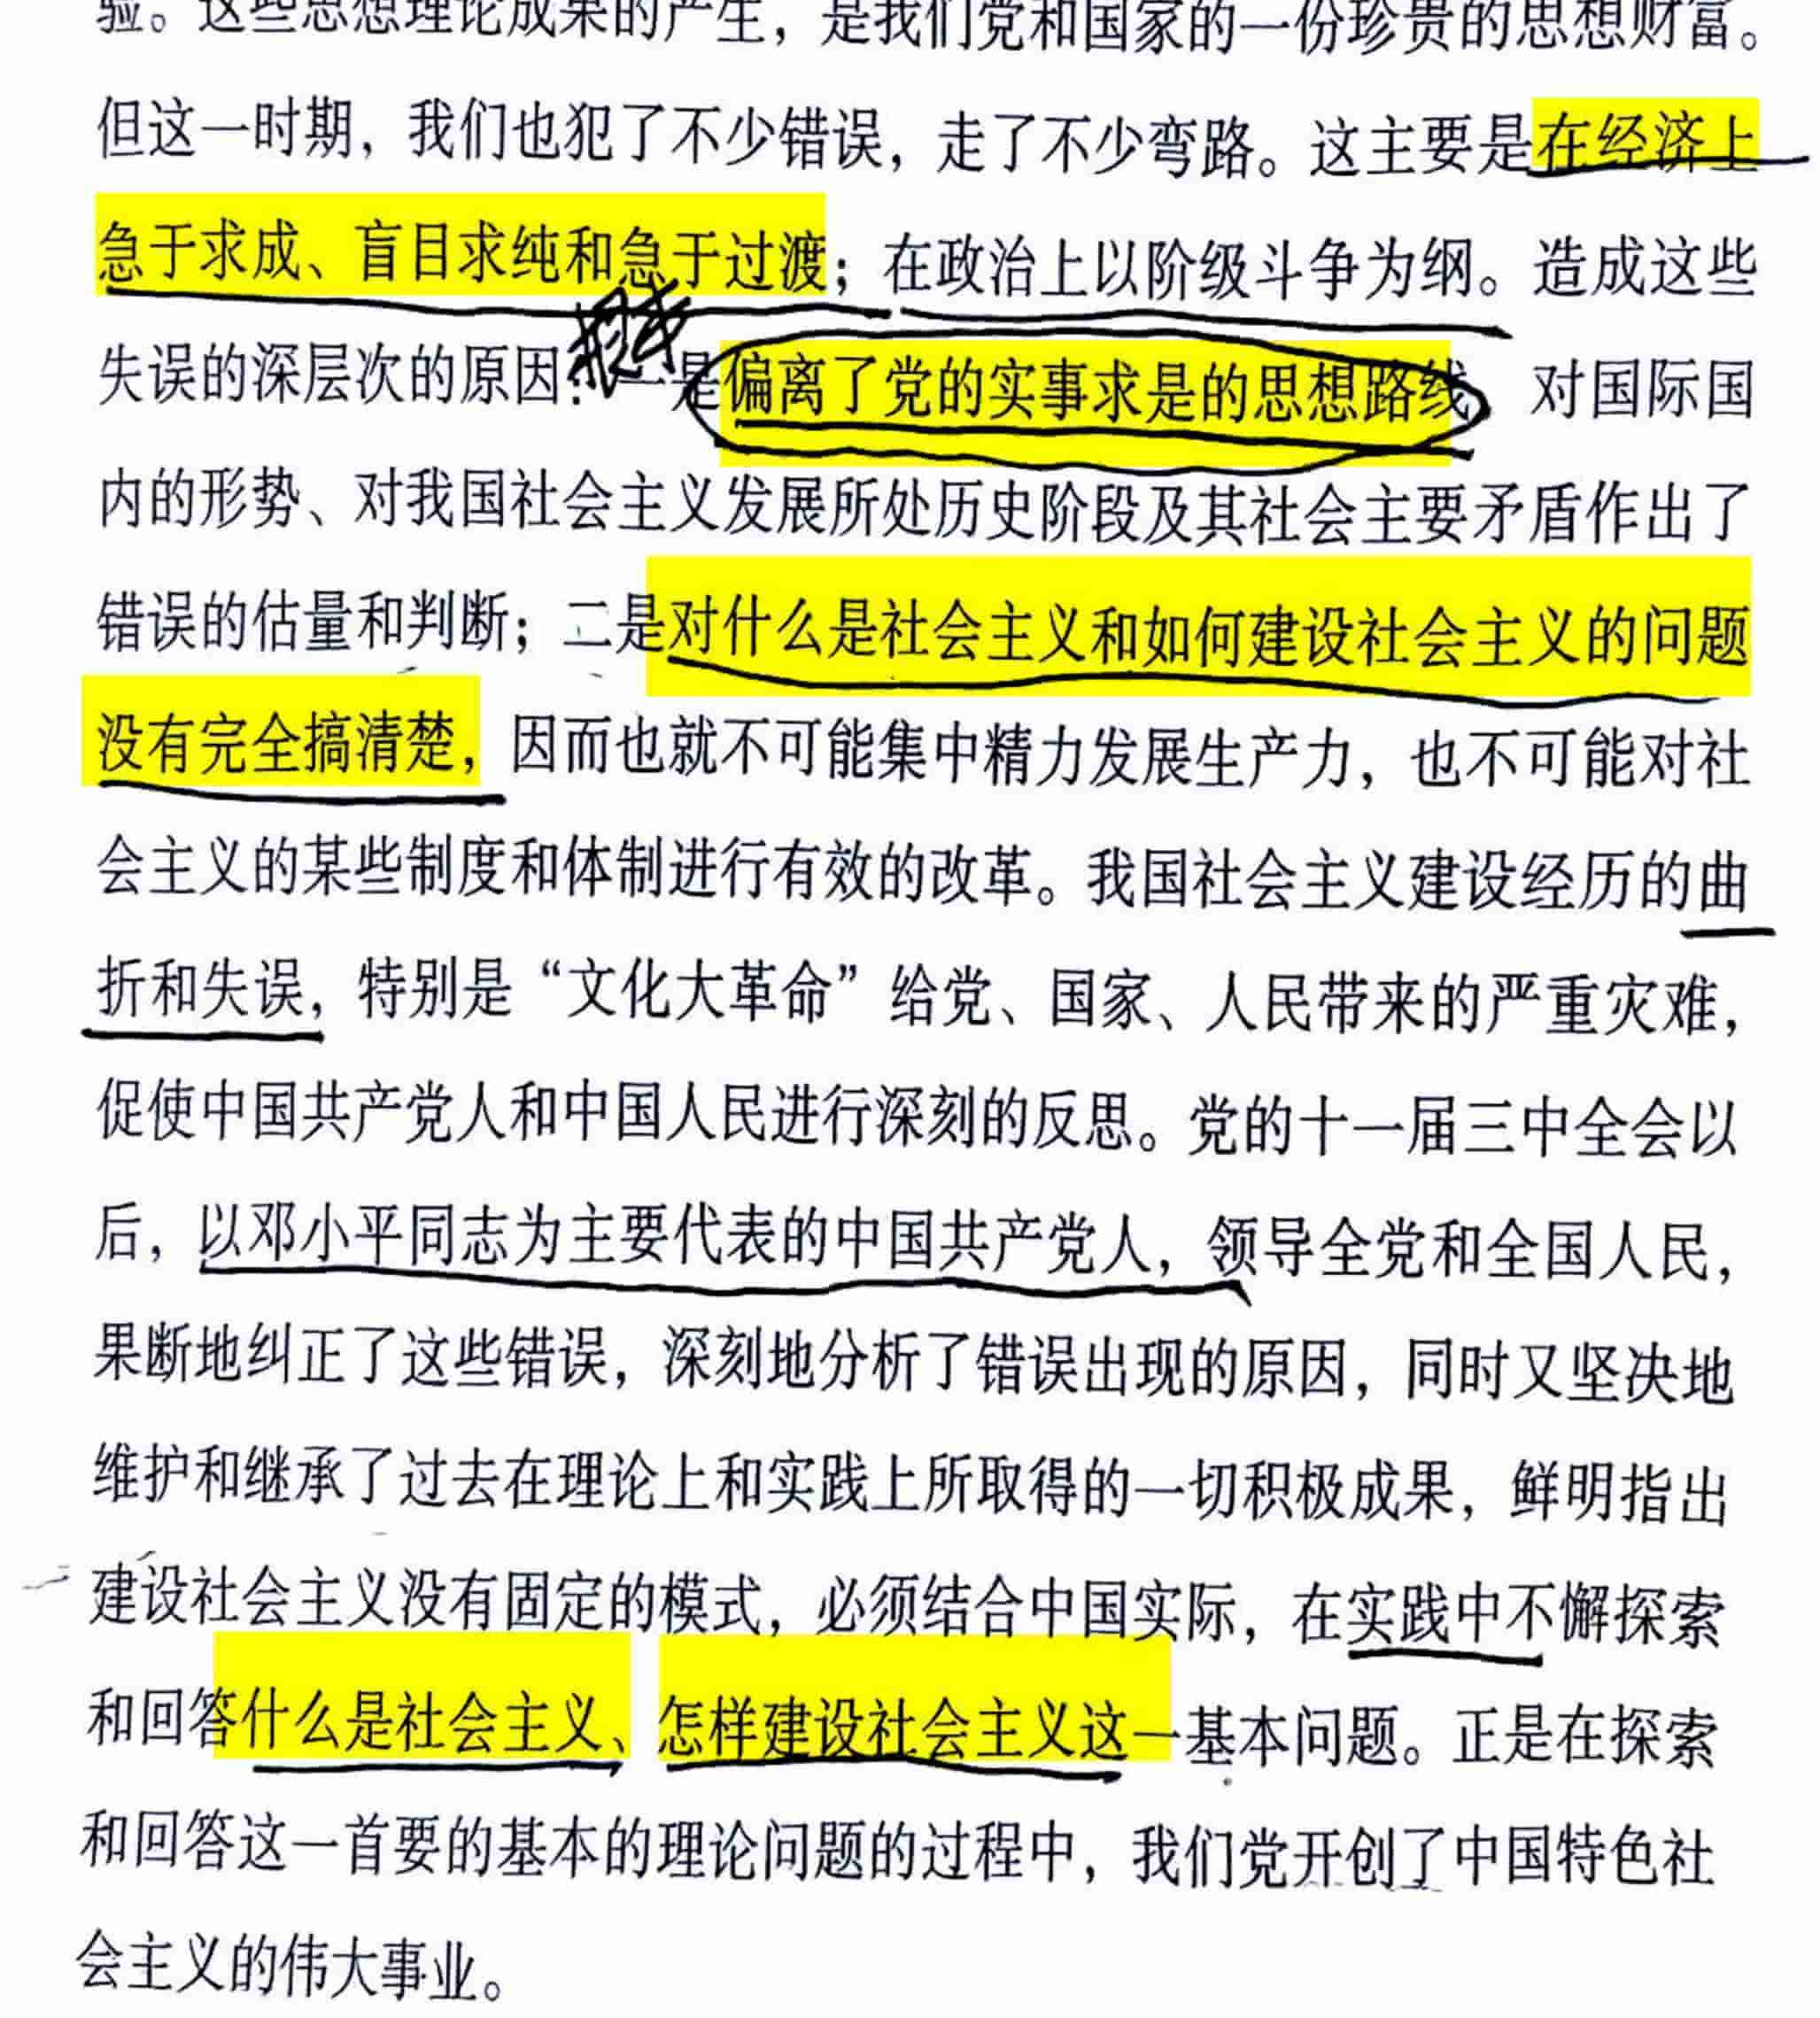 验。这些思想理论成果的产生，是我们党和国家的一份珍贵的思想财富。
但这一时期，我们也犯了不少错误，走了不少弯路。这主要是在经济上
急于求成、盲目求纯和急于过渡；在政治上以阶级斗争为纲。造成这些
失误的深层次的原因：一是偏离了党的实事求是的思想路线，对国际国
内的形势、对我国社会主义发展所处历史阶段及其社会主要矛盾作出了
错误的估量和判断；二是对什么是社会主义和如何建设社会主义的问题
没有完全搞清楚，因而也就不可能集中精力发展生产力，也不可能对社
会主义的某些制度和体制进行有效的改革。我国社会主义建设经历的曲
折和失误，特别是“文化大革命”给党、国家、人民带来的严重灾难，
促使中国共产党人和中国人民进行深刻的反思。党的十一届三中全会以
后，以邓小平同志为主要代表的中国共产党人，领导全党和全国人民，
果断地纠正了这些错误，深刻地分析了错误出现的原因，同时又坚决地
维护和继承了过去在理论上和实践上所取得的一切积极成果，鲜明指出
建设社会主义没有固定的模式，必须结合中国实际，在实践中不懈探索
和回答什么是社会主义、怎样建设社会主义这一基本问题。正是在探索
和回答这一首要的基本的理论问题的过程中，我们党开创了中国特色社
会主义的伟大事业。